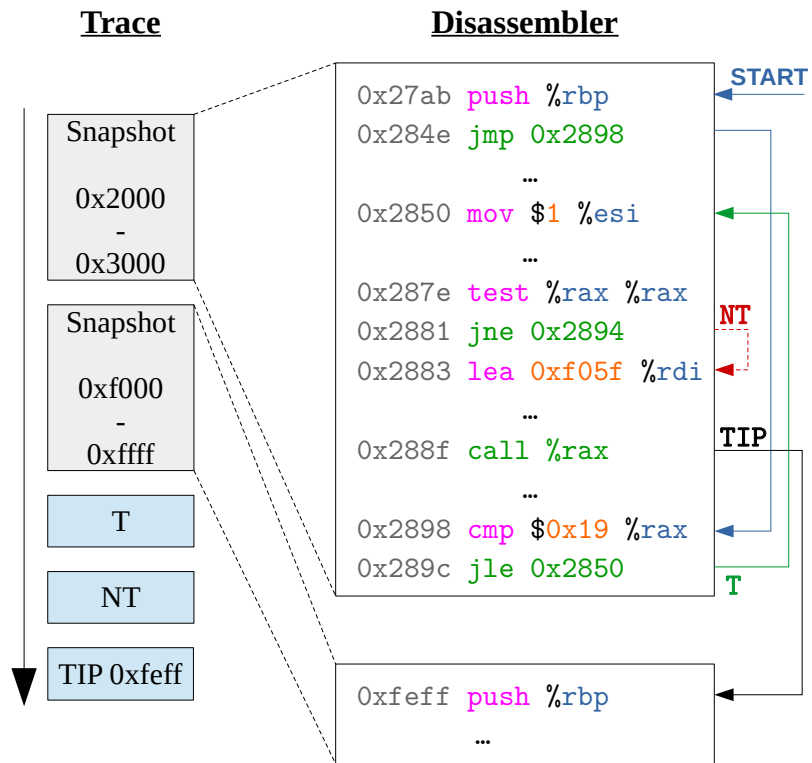 Trace
Snapshot
0x2000
-
0x3000
Snapshot
0xf000
-
0xffff
T
NT
TIP 0xfeff
Disassembler
START
0x27ab push %rbp
0x284e jmp 0x2898
…
0x2850 mov $1 %esi
…
0x287e test %rax %rax
0x2881 jne 0x2894
NT
0x2883 lea 0xf05f %rdi
…
0x288f call %rax
TIP
…
0x2898 cmp $0x19 %rax
0x289c jle 0x2850
T
0xfeff push %rbp
…